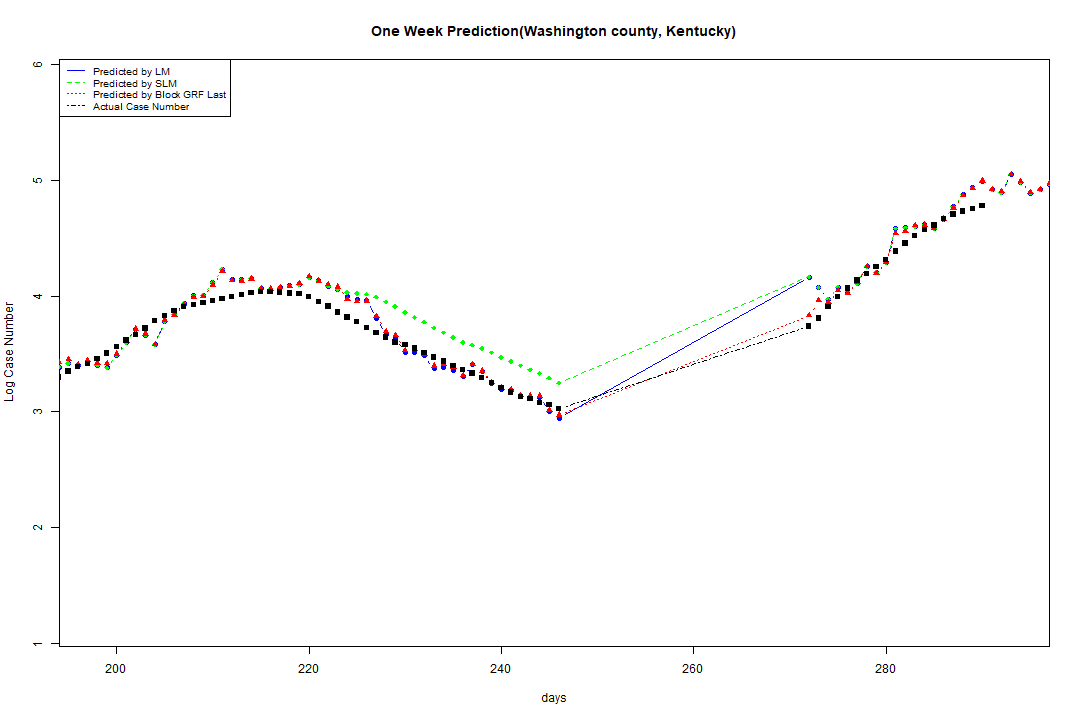 One Week Prediction(Washington county, Kentucky)
Predicted by LM
Predicted by SLM
Predicted by Block GRF Last
Actual Case Number
6
5
4
3
2
1
Log Case Number
200 220 240 260 280
days